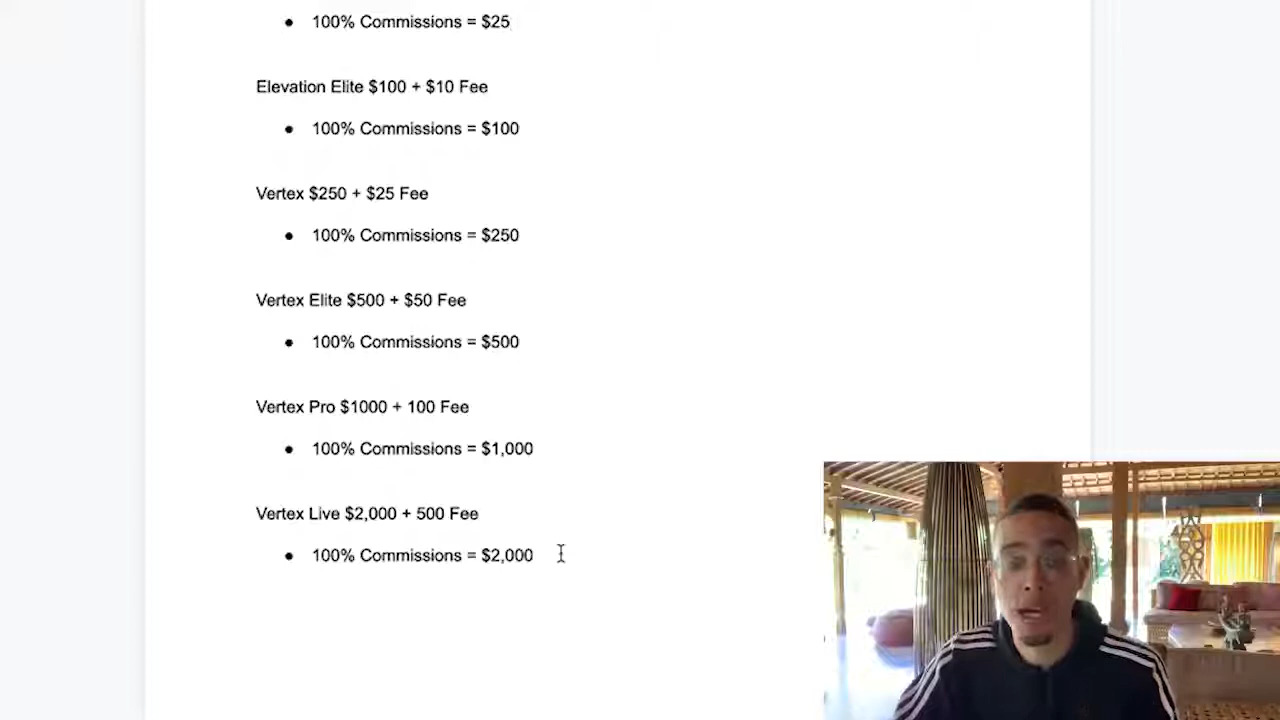 ● 100% Commissions = $25
Elevation Elite $100 + $10 Fee
● 100% Commissions = $100
Vertex $250 + $25 Fee
● 100% Commissions = $250
Vertex Elite $500 + $50 Fee
● 100% Commissions = $500
Vertex Pro $1000 + 100 Fee
● 100% Commissions = $1,000
Vertex Live $2,000 + 500 Fee
● 100% Commissions = $2,000